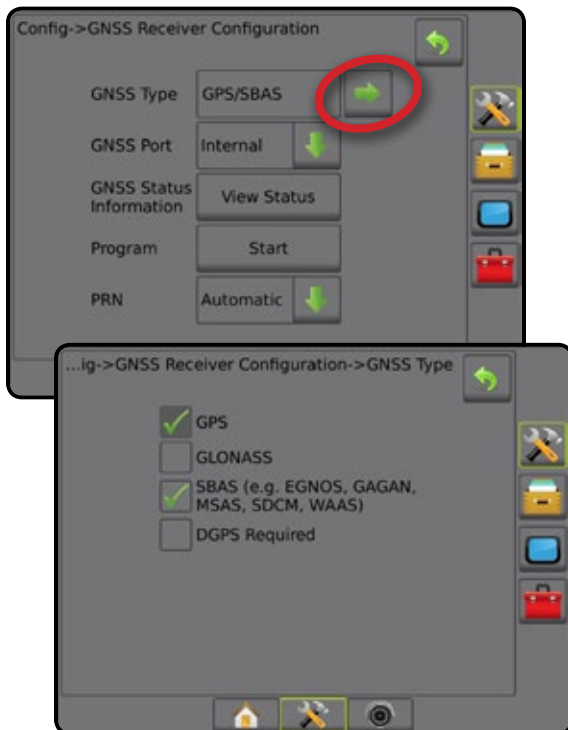 Config->GNSS Receiver Configuration
GNSS Type GPS/SBAS
GNSS Port Internal
GNSS Status
Information View Status
Program Start
PRN Automatic
...ig->GNSS Receiver Configuration->GNSS Type
GPS
GLONASS
SBAS (e.g. EGNOS, GAGAN,
MSAS, SDCM, WAAS)
DGPS Required